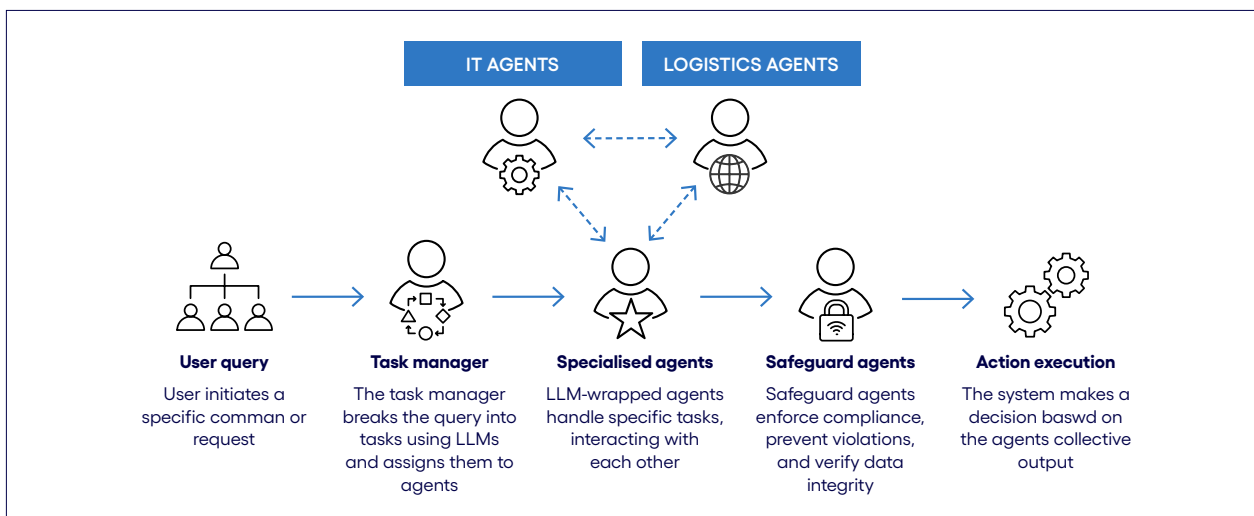 IT AGENTS
LOGISTICS AGENTS
User query
User initiates a
specific comman or
request
Task manager
The task manager
breaks the query into
tasks using LLMs
and assigns them to
agents
Specialised agents
LLM-wrapped agents
handle specific tasks,
interacting with
each other
Safeguard agents
Safeguard agents
enforce compliance,
prevent violations,
and verify data
integrity
Action execution
The system makes a
decision baswd on
the agents collective
output